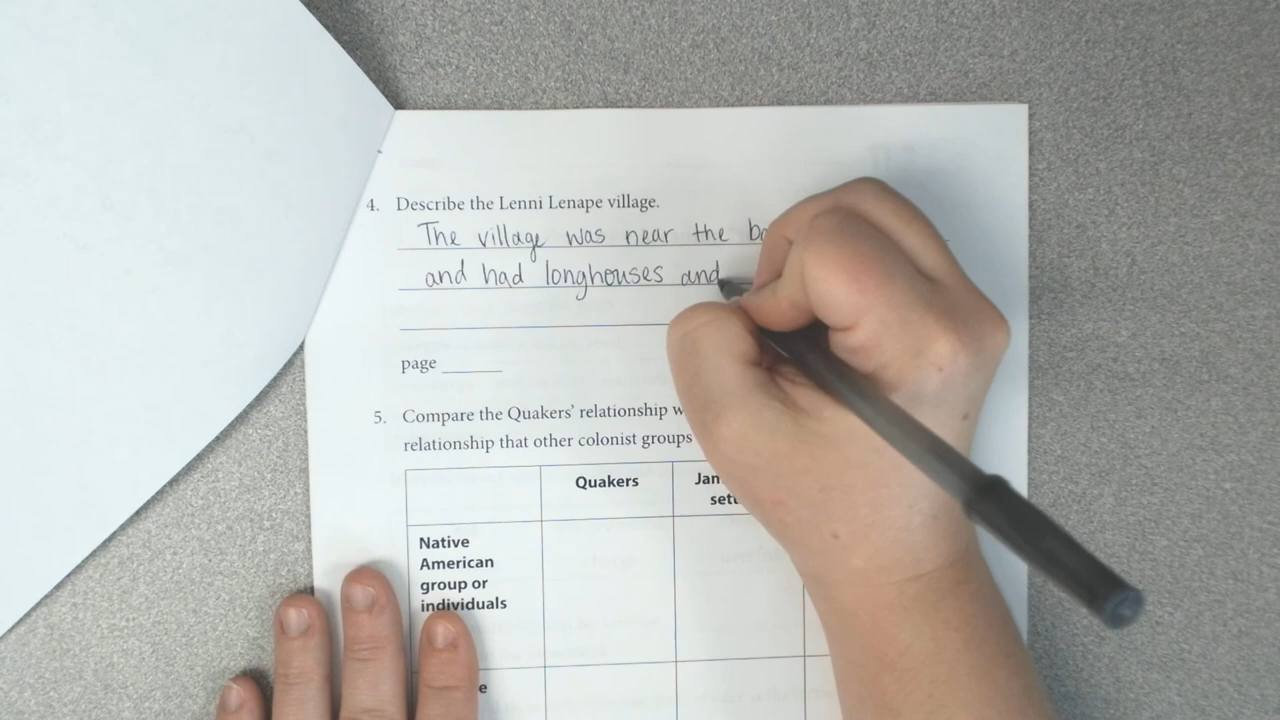 4. Describe the Lenni Lenape village.
The village was near the
and had longhouses and
page
5. Compare the Quakers' relationship
relationship that other colonist groups
Quakers
Native
American
group or
individuals